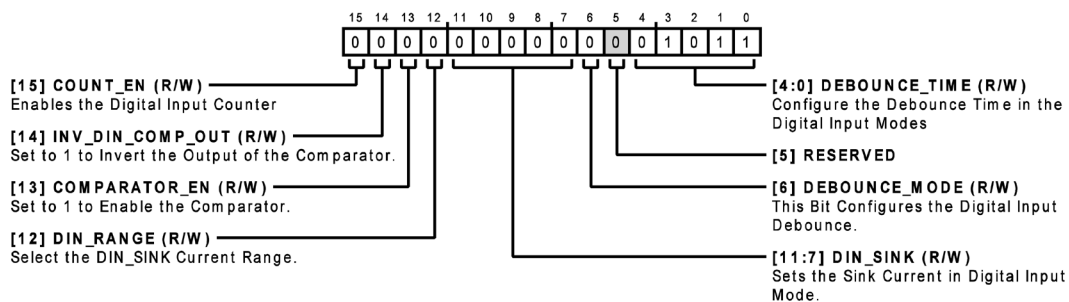 15 14 13 12 11 10 9 8 7 6 5 4 3 2 1 0
0 0 0 0 0 0 0 0 0 0 0 0 1 0 1 1
[15] COUNT_EN (R/W)
Enables the Digital Input Counter
[14] INV_DIN_COMP_OUT (R/W)
Set to 1 to Invert the Output of the Comparator.
[13] COMPARATOR_EN (R/W)
Set to 1 to Enable the Comparator.
[12] DIN_RANGE (R/W)
Select the DIN_SINK Current Range.
[4:0] DEBOUNCE_TIME (R/W)
Configure the Debounce Time in the
Digital Input Modes
[5] RESERVED
[6] DEBOUNCE_MODE (R/W)
This Bit Configures the Digital Input
Debounce.
[11:7] DIN_SINK (R/W)
Sets the Sink Current in Digital Input
Mode.